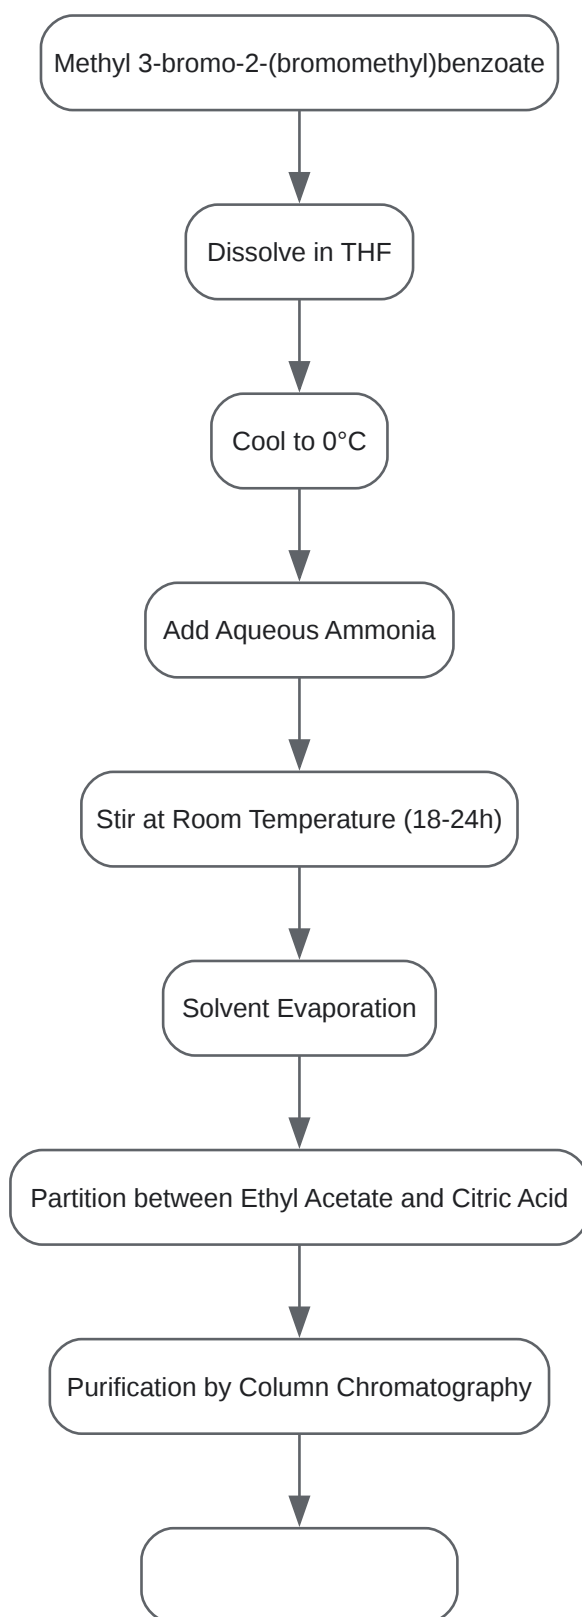 Methyl 3-bromo-2-(bromomethyl)benzoate
Dissolve in THF
Cool to 0°C
Add Aqueous Ammonia
Stir at Room Temperature (18-24h)
Solvent Evaporation
Partition between Ethyl Acetate and Citric Acid
Purification by Column Chromatography